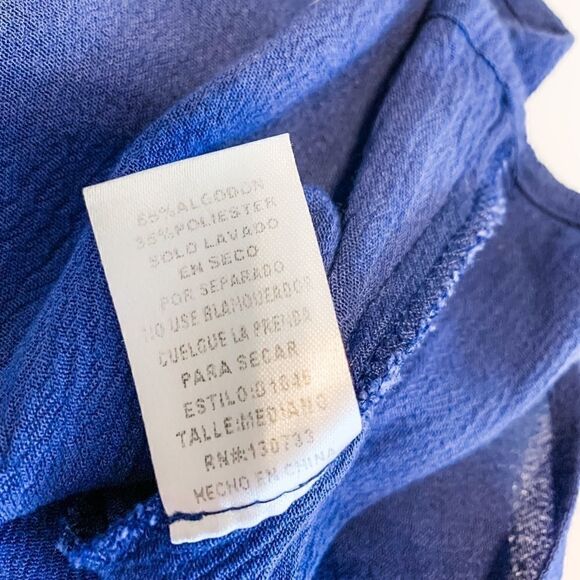 65%ALGODON
35%POLIESTER
SOLO LAVADO
EN SECO
POR SEPARADO
NO USE BLANQUEADOR
CUELGUE LA PRENDA
PARA SECAR
ESTILO:B1846
TALLE:MEDIANO
RN#:130733
HECHO EN CHINA